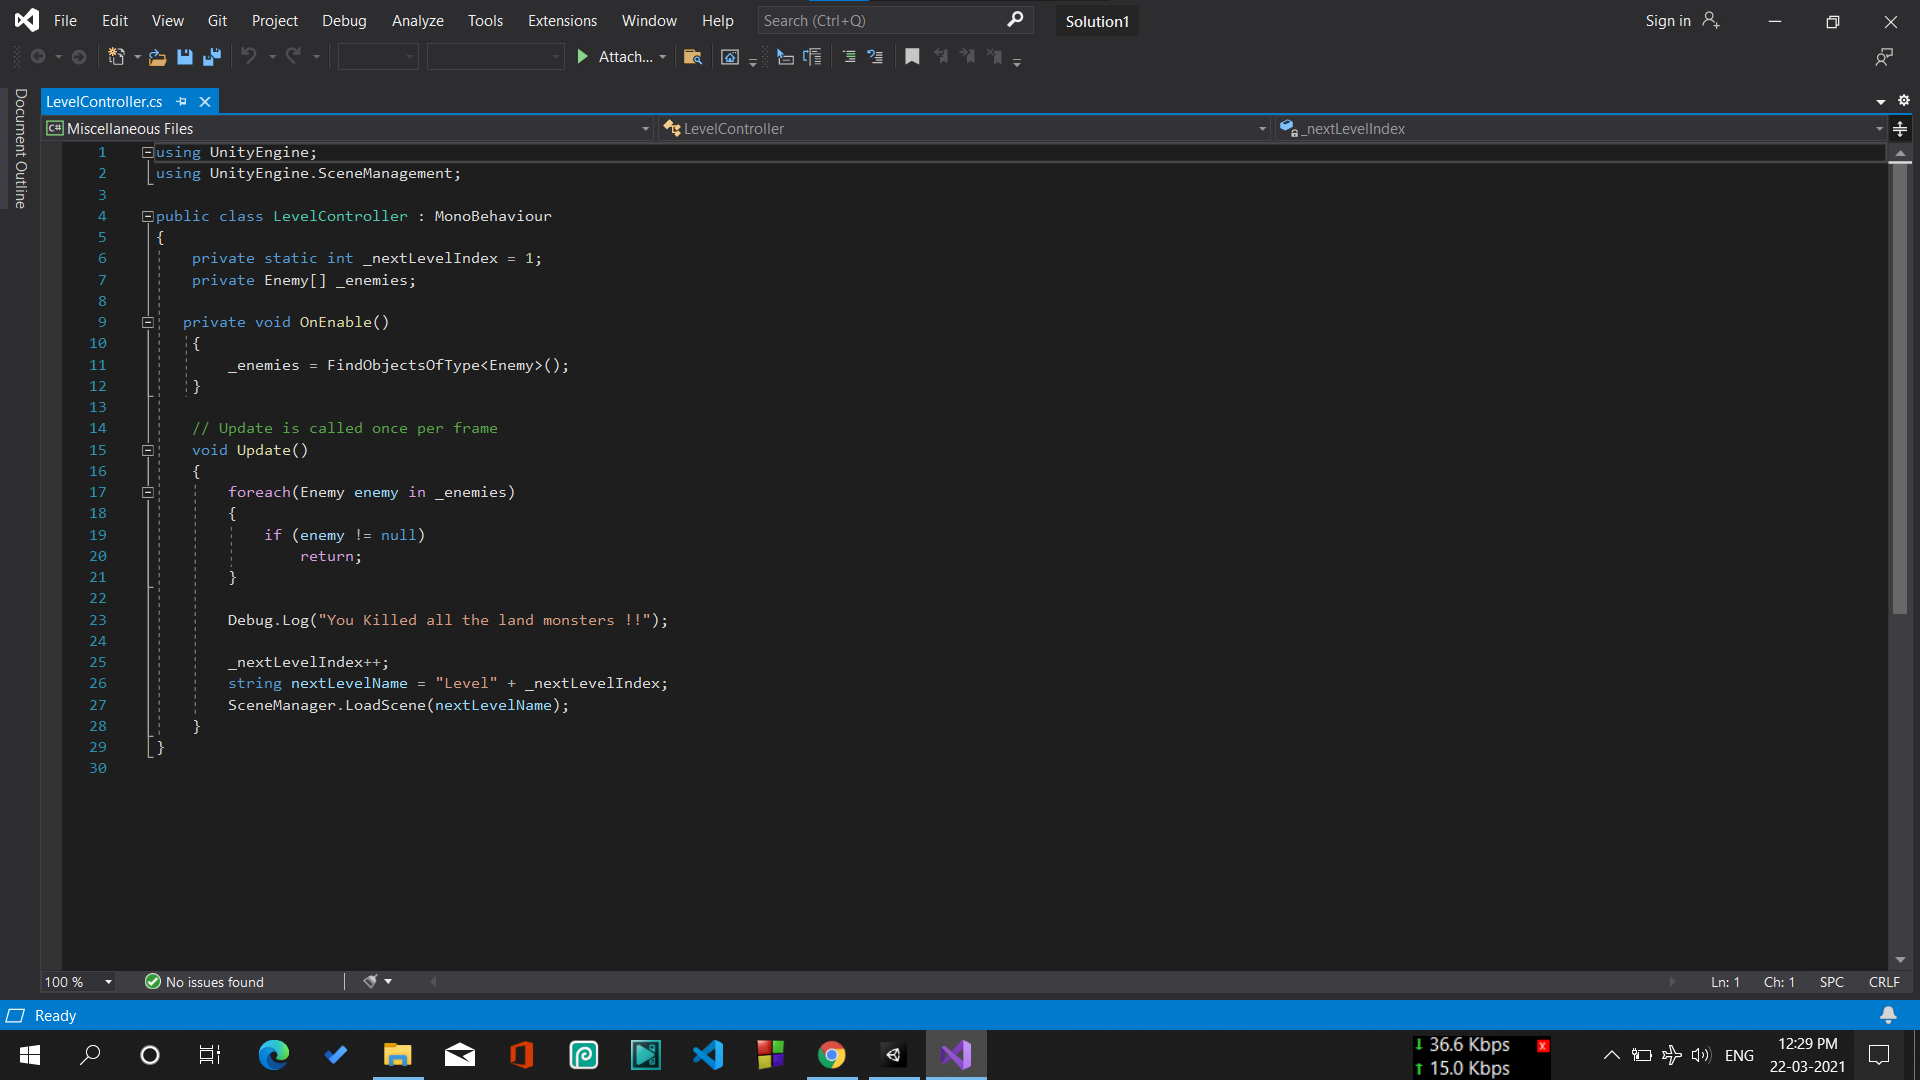 File Edit View Git Project Debug Analyze Tools Extensions Window Help Search (Ctrl+Q) Solution1 Sign in
Attach...
Document Outline
LevelController.cs
C# Miscellaneous Files LevelController _nextLevelIndex
1 using UnityEngine;
2 using UnityEngine.SceneManagement;
3
4 public class LevelController : MonoBehaviour
5 {
6 private static int _nextLevelIndex = 1;
7 private Enemy[] _enemies;
8
9 private void OnEnable()
10 {
11 _enemies = FindObjectsOfType<Enemy>();
12 }
13
14 // Update is called once per frame
15 void Update()
16 {
17 foreach(Enemy enemy in _enemies)
18 {
19 if (enemy != null)
20 return;
21 }
22
23 Debug.Log("You Killed all the land monsters !!");
24
25 _nextLevelIndex++;
26 string nextLevelName = "Level" + _nextLevelIndex;
27 SceneManager.LoadScene(nextLevelName);
28 }
29 }
30
100 % No issues found Ln: 1 Ch: 1 SPC CRLF
Ready
36.6 Kbps
15.0 Kbps
ENG
12:29 PM
22-03-2021